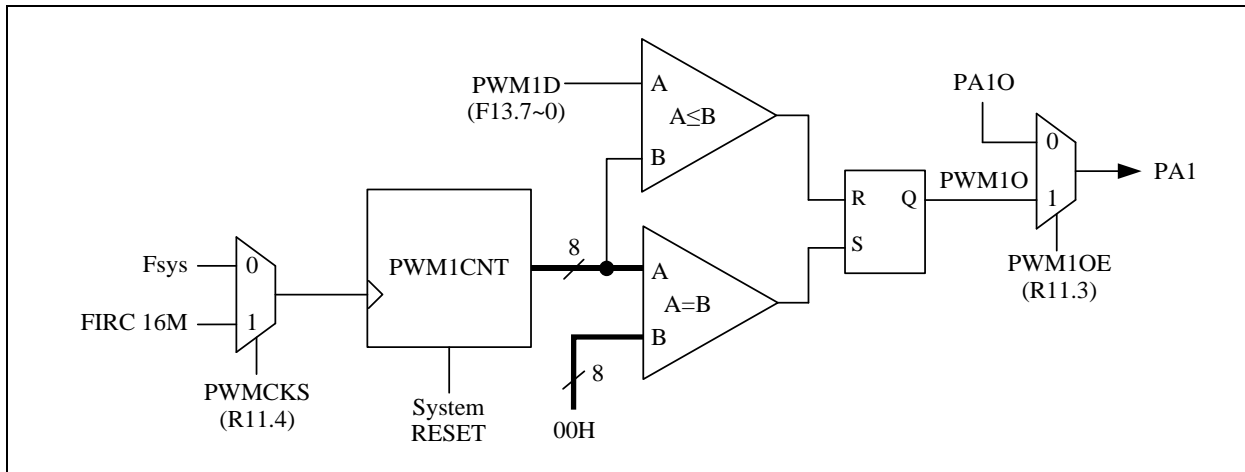 PWM1D
(F13.7~0)
A
A≤B
B
PA1O
0
1
PA1
PWM1O
PWM1OE
(R11.3)
R
Q
S
Fsys
0
FIRC 16M
1
PWMCKS
(R11.4)
PWM1CNT
System
RESET
8
A
A=B
B
8
00H